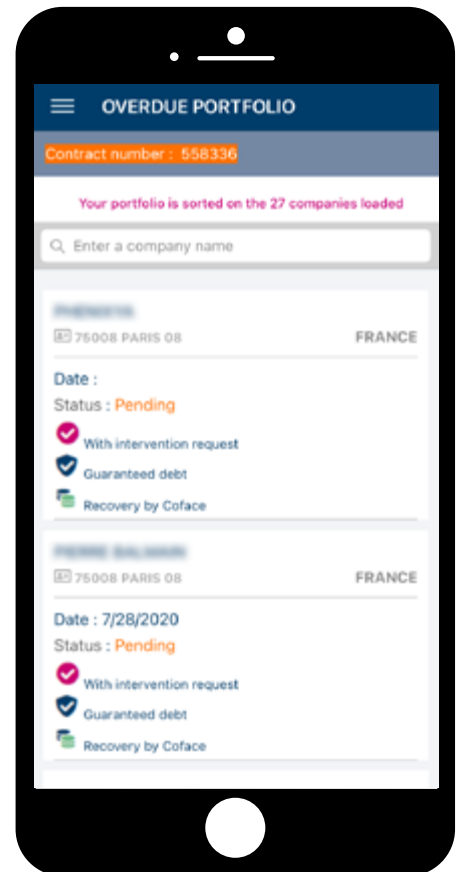 OVERDUE PORTFOLIO
Contract number : 558336
Your portfolio is sorted on the 27 companies loaded
Enter a company name
75008 PARIS 08 FRANCE
Date :
Status : Pending
With intervention request
Guaranteed debt
Recovery by Coface
75008 PARIS 08 FRANCE
Date : 7/28/2020
Status : Pending
With intervention request
Guaranteed debt
Recovery by Coface